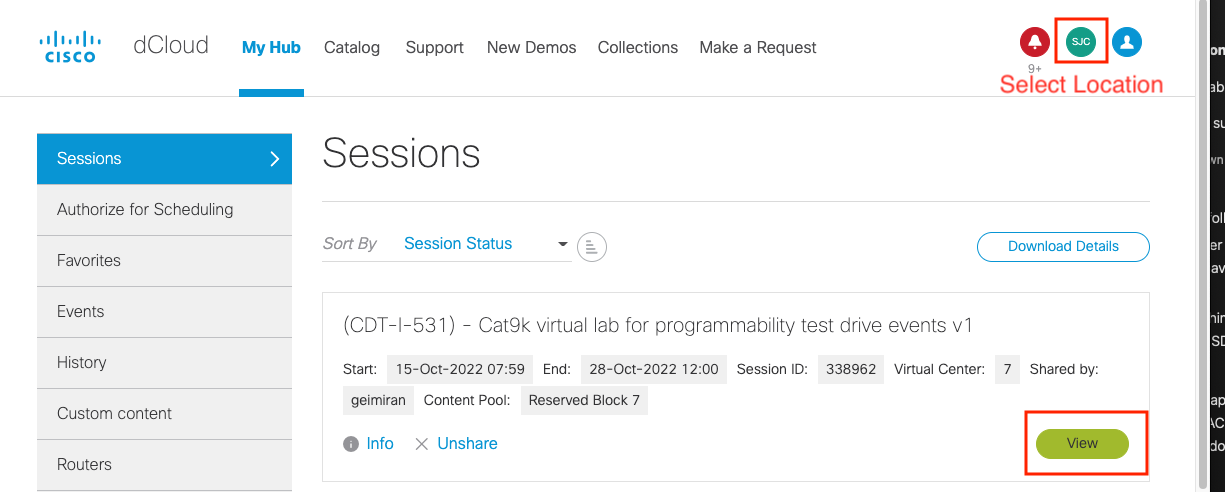 CISCO
dCloud
My Hub
Catalog
Support
New Demos
Collections
Make a Request
SJC
9+
Select Location
Sessions
Authorize for Scheduling
Favorites
Events
History
Custom content
Routers
Sessions
Sort By Session Status
Download Details
(CDT-I-531) - Cat9k virtual lab for programmability test drive events v1
Start: 15-Oct-2022 07:59 End: 28-Oct-2022 12:00 Session ID: 338962 Virtual Center: 7 Shared by:
geimiran Content Pool: Reserved Block 7
Info Unshare
View